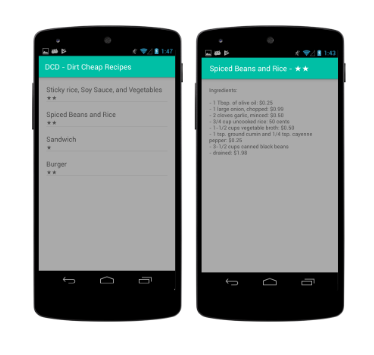 1:47
DCD - Dirt Cheap Recipes
Sticky rice, Soy Sauce, and Vegetables
★★
Spiced Beans and Rice
★★
Sandwich
★
Burger
★★
1:43
Spiced Beans and Rice - ★★
Ingredients:
- 1 Tbsp. of olive oil: $0.25
- 1 large onion, chopped: $0.00
- 2 cloves garlic, minced: $0.00
- 3/4 cup uncooked rice: 50 cents
- 1-1/2 cups vegetable broth: $0.50
- 1 tsp. ground cumin and 1/4 tsp. cayenne
pepper: $0.25
- 3-1/2 cups canned black beans
- drained: $1.00